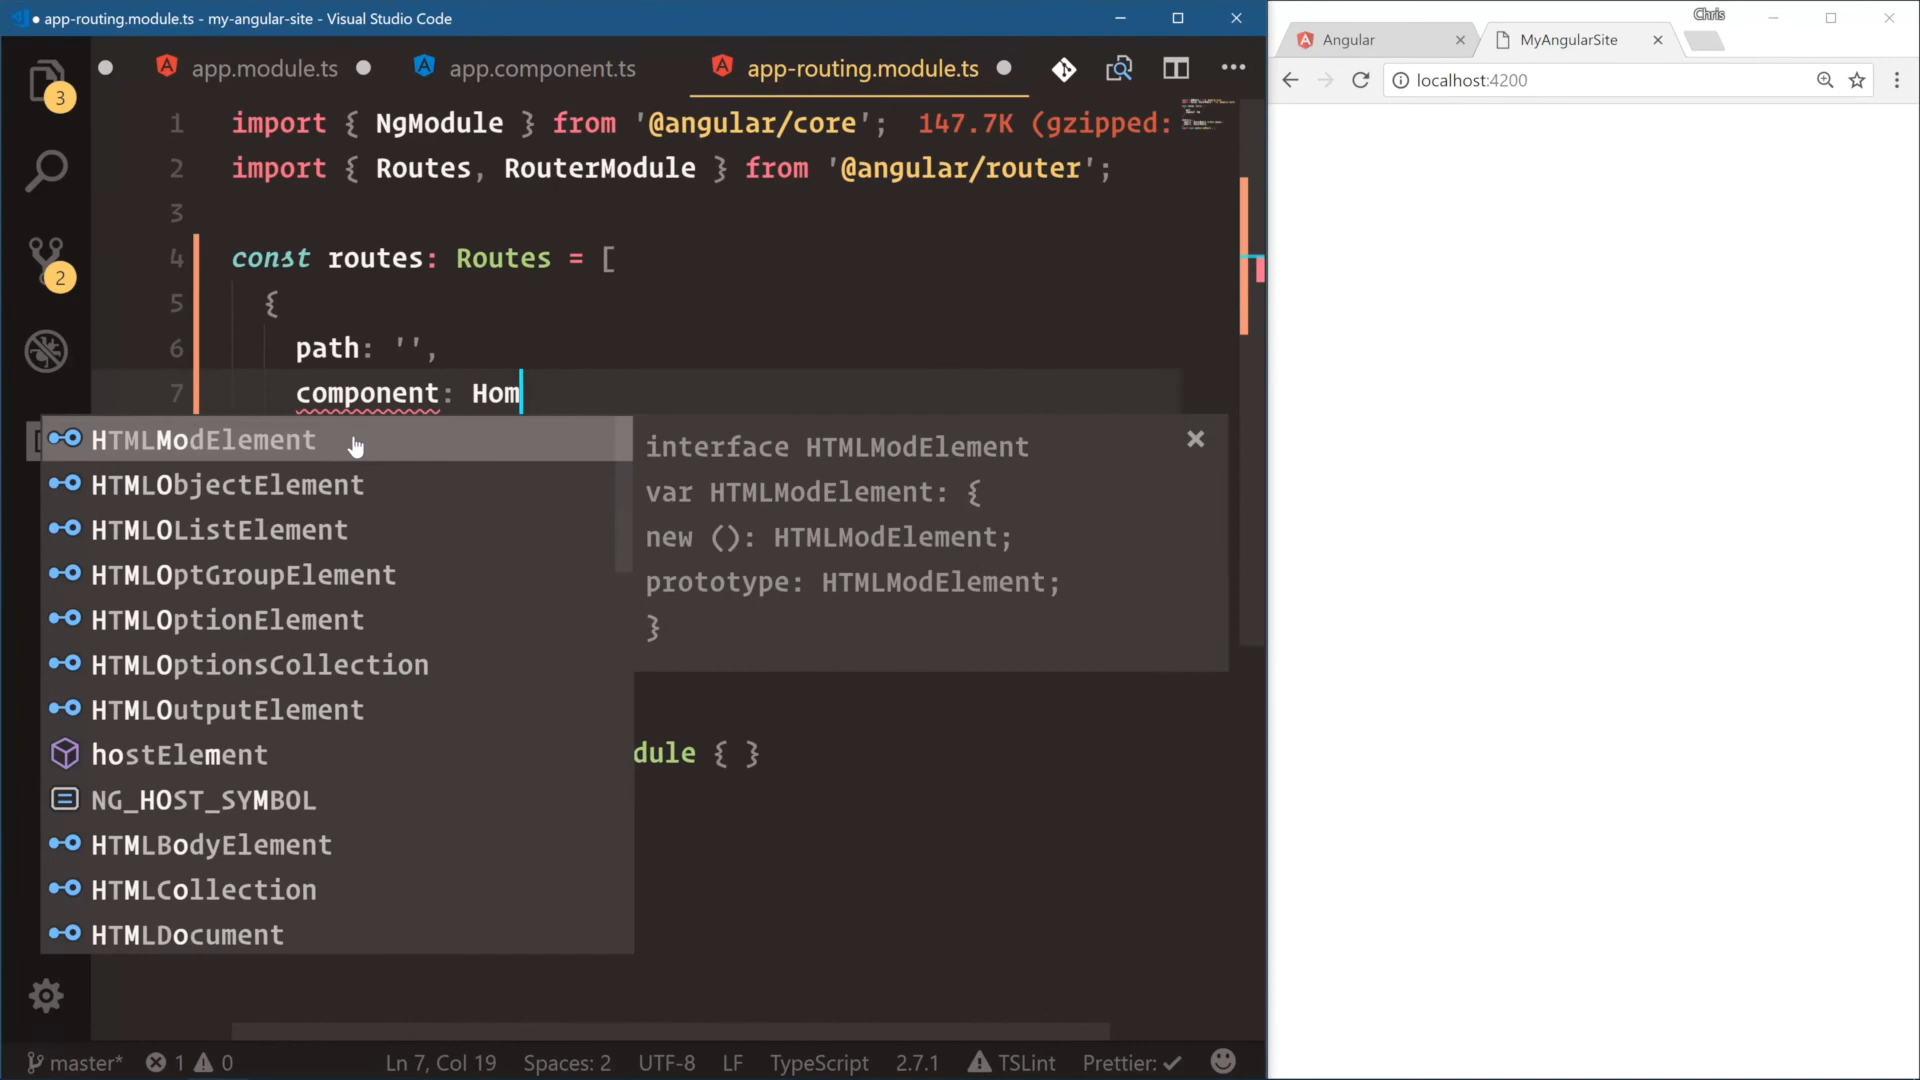 app-routing.module.ts - my-angular-site - Visual Studio Code
app.module.ts
app.component.ts
app-routing.module.ts
3
2
1 import { NgModule } from '@angular/core'; 147.7K (gzipped:
2 import { Routes, RouterModule } from '@angular/router';
3
4 const routes: Routes = [
5 {
6 path: '',
7 component: Hom
HTMLModElement
HTMLObjectElement
HTMLOListElement
HTMLOptGroupElement
HTMLOptionElement
HTMLOptionsCollection
HTMLOutputElement
hostElement
NG_HOST_SYMBOL
HTMLBodyElement
HTMLCollection
HTMLDocument
interface HTMLModElement
var HTMLModElement: {
new (): HTMLModElement;
prototype: HTMLModElement;
}
dule { }
master* 1 0 Ln 7, Col 19 Spaces: 2 UTF-8 LF TypeScript 2.7.1 TSLint Prettier: ✓
Chris
Angular
MyAngularSite
localhost:4200